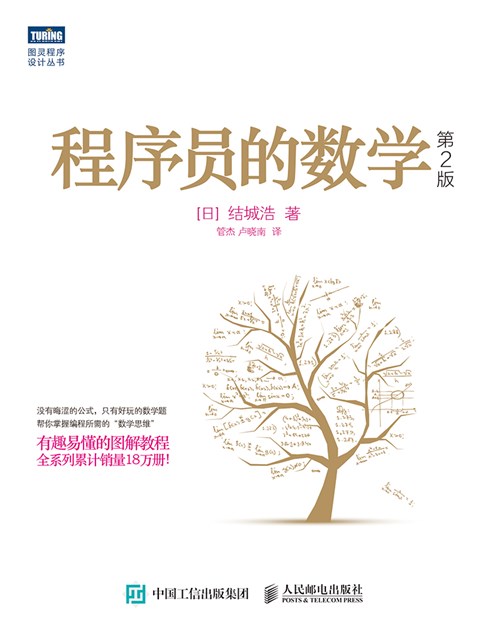 TURING
图灵程序
设计丛书
程序员的数学
第2版
[日] 结城浩 著
管杰 卢晓南 译
没有晦涩的公式，只有好玩的数学题
帮你掌握编程所需的“数学思维”
有趣易懂的图解教程
全系列累计销量18万册!
中国工信出版集团
人民邮电出版社
POSTS & TELECOM PRESS